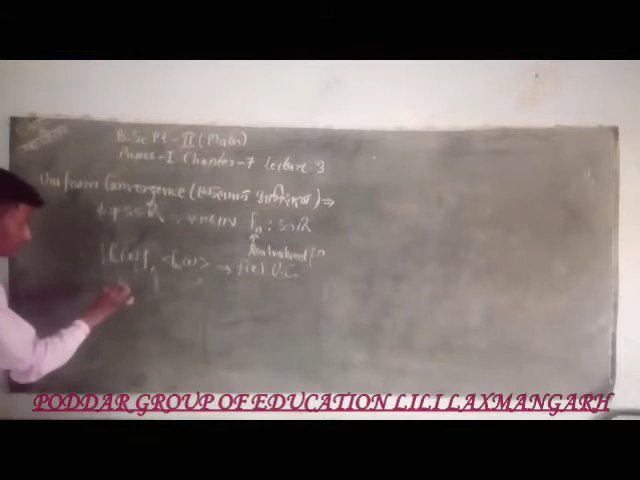 B.Sc Pt-II (Math)
Paper-I Chapter-7 Lecture 3
Uniform Convergence (एकसमान अभिसरण) ⇒
φ ≠ S ⊆ ℝ, ∀ n ∈ ℕ fₙ : S → ℝ
Real valued fn
{fₙ(x)}, <fₙ(x)> → f(x) U.C.
PODDAR GROUP OF EDUCATION LILI LAXMANGARH